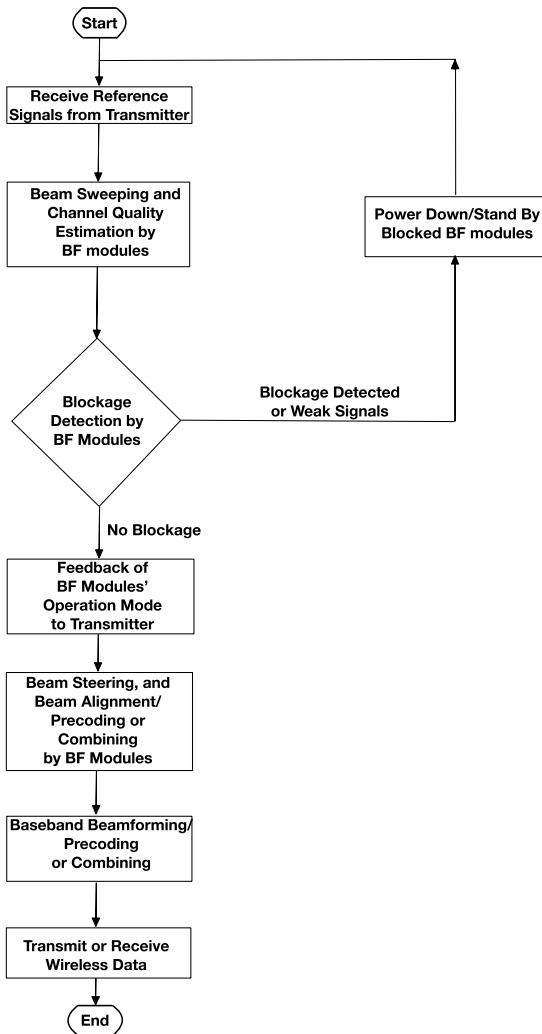 Start
Receive Reference
Signals from Transmitter
Beam Sweeping and
Channel Quality
Estimation by
BF modules
Power Down/Stand By
Blocked BF modules
Blockage
Detection by
BF Modules
Blockage Detected
or Weak Signals
No Blockage
Feedback of
BF Modules’
Operation Mode
to Transmitter
Beam Steering, and
Beam Alignment/
Precoding or
Combining
by BF Modules
Baseband Beamforming/
Precoding
or Combining
Transmit or Receive
Wireless Data
End